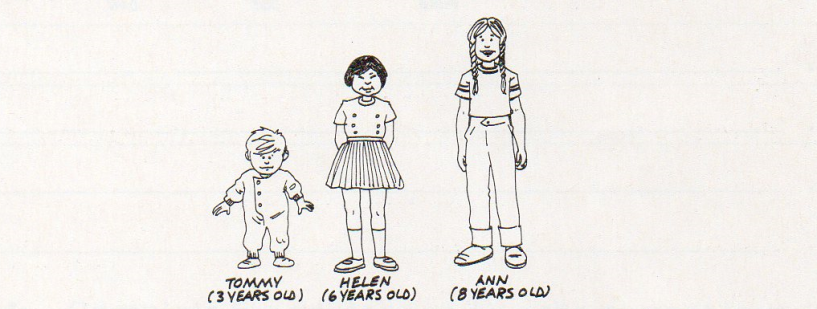 TOMMY
(3 YEARS OLD)
HELEN
(6 YEARS OLD)
ANN
(8 YEARS OLD)